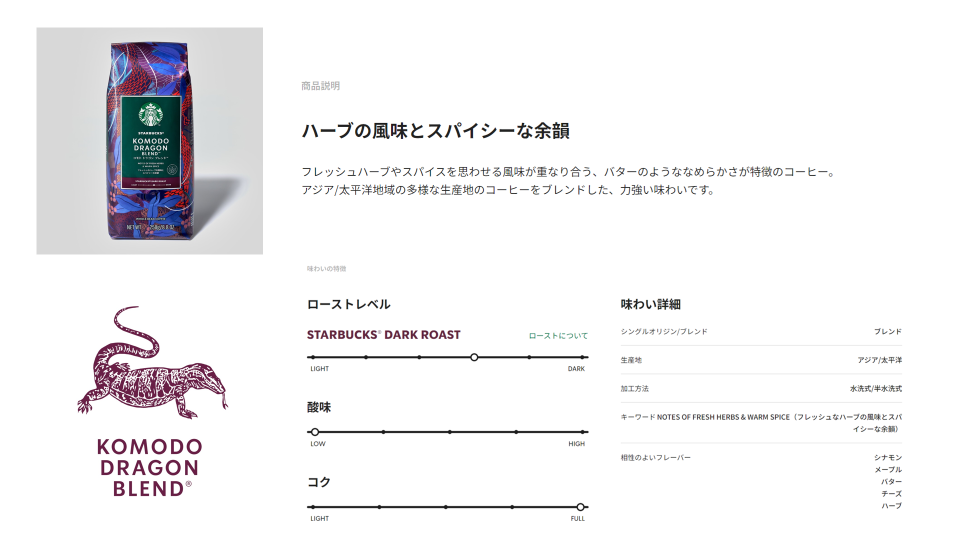 STARBUCKS®
KOMODO
DRAGON
BLEND™
商品説明
ハーブの風味とスパイシーな余韻
フレッシュハーブやスパイスを思わせる風味が重なり合う、バターのようななめらかさが特徴のコーヒー。
アジア/太平洋地域の多様な生産地のコーヒーをブレンドした、力強い味わいです。
KOMODO
DRAGON
BLEND®
味わいの特徴
ローストレベル
STARBUCKS® DARK ROAST
ローストについて
LIGHT
DARK
酸味
LOW
HIGH
コク
LIGHT
FULL
味わい詳細
シングルオリジン/ブレンド
ブレンド
生産地
アジア/太平洋
加工方法
水洗式/半水洗式
キーワード NOTES OF FRESH HERBS & WARM SPICE（フレッシュなハーブの風味とスパ
イシーな余韻）
相性のよいフレーバー
シナモン
メープル
バター
チーズ
ハーブ